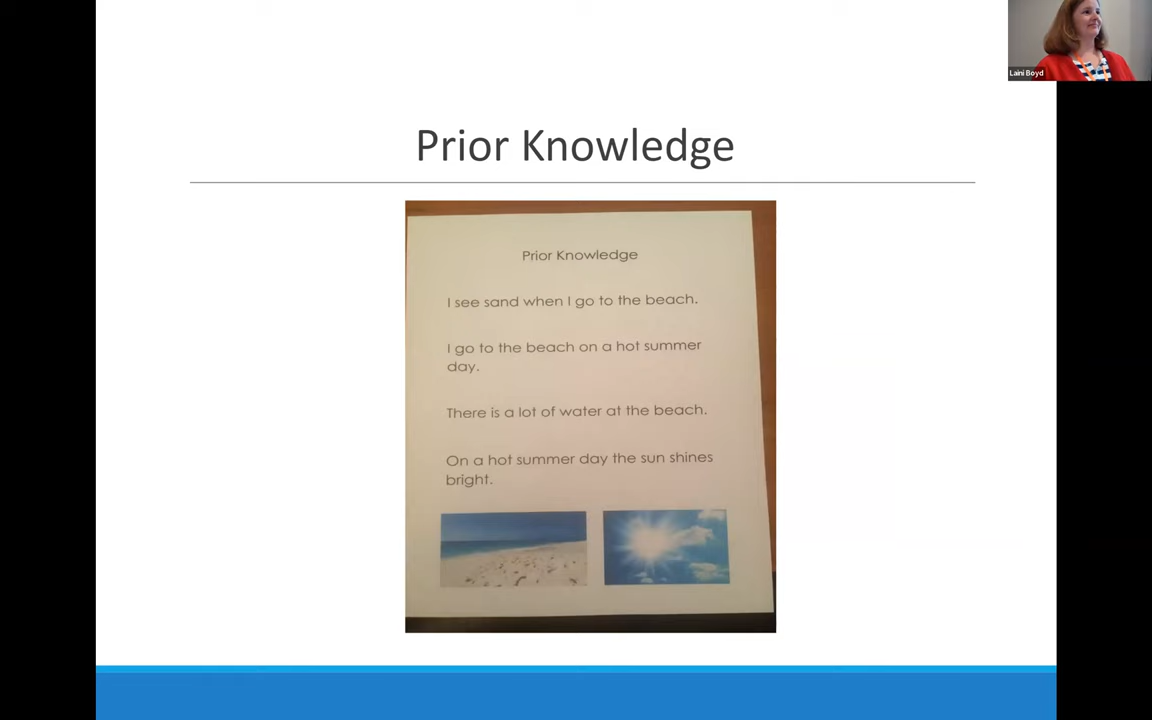 Laini Boyd
Prior Knowledge
Prior Knowledge
I see sand when I go to the beach.
I go to the beach on a hot summer
day.
There is a lot of water at the beach.
On a hot summer day the sun shines
bright.